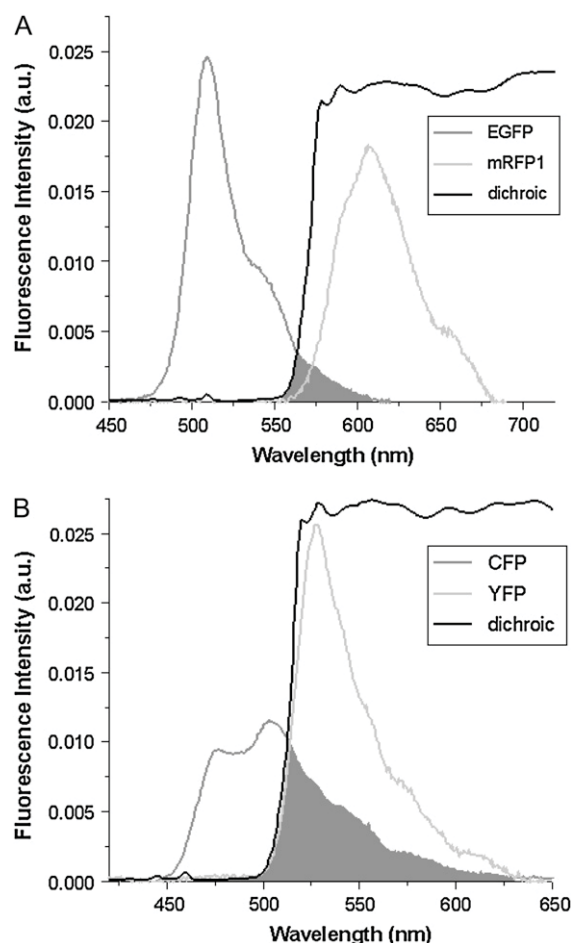 A
Fluorescence Intensity (a.u.)
0.025
0.020
0.015
0.010
0.005
0.000
EGFP
mRFP1
dichroic
450 500 550 600 650 700
Wavelength (nm)
B
Fluorescence Intensity (a.u.)
0.025
0.020
0.015
0.010
0.005
0.000
CFP
YFP
dichroic
450 500 550 600 650
Wavelength (nm)